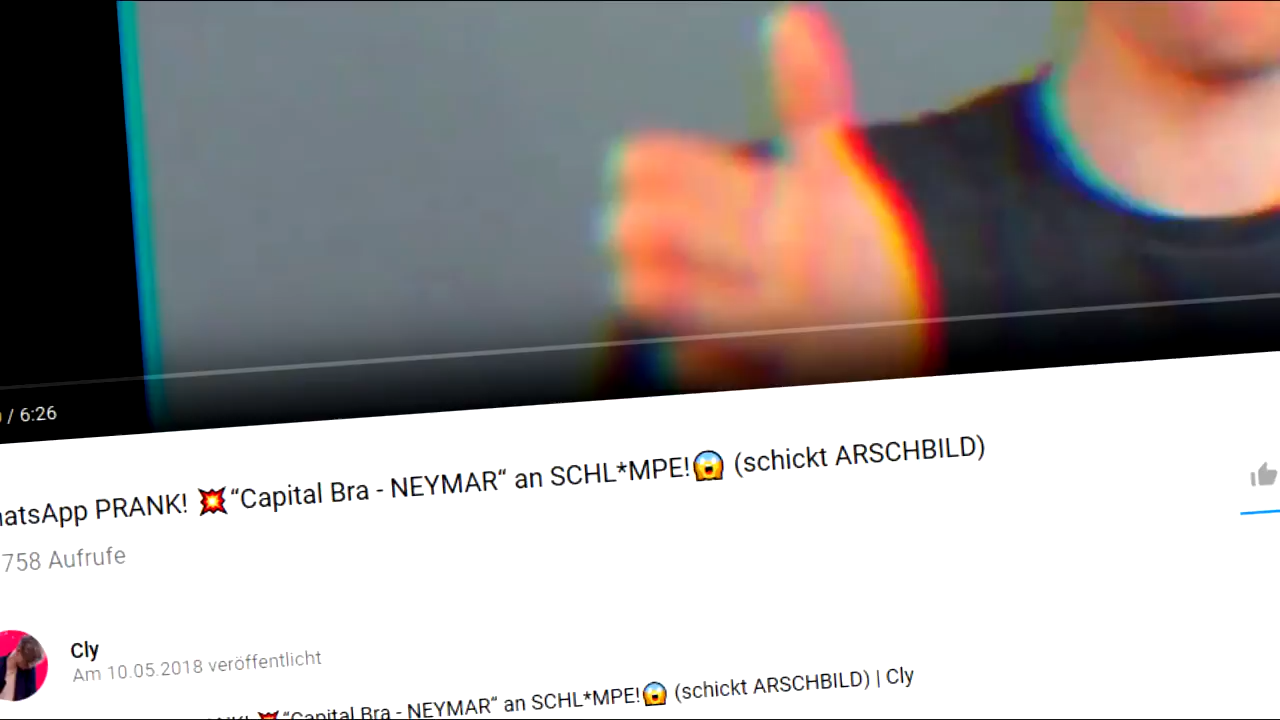 / 6:26
PRANK! 💥“Capital Bra - NEYMAR“ an SCHL*MPE!😱 (schickt ARSCHBILD)
758 Aufrufe
Cly
Am 10.05.2018 veröffentlicht
“Capital Bra - NEYMAR“ an SCHL*MPE!😱 (schickt ARSCHBILD) | Cly